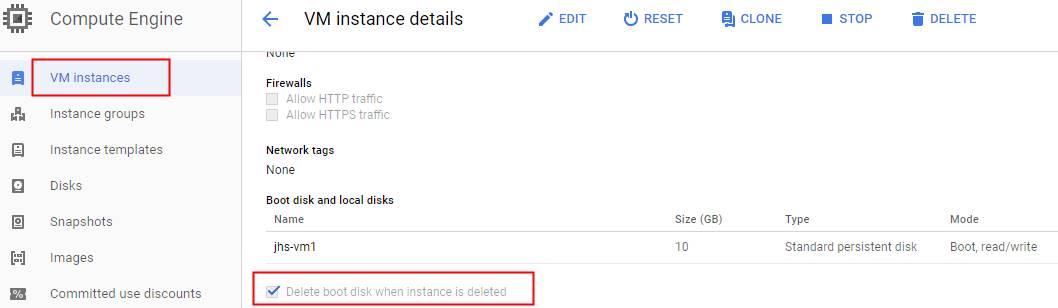 Compute Engine
VM instances
Instance groups
Instance templates
Disks
Snapshots
Images
Committed use discounts
VM instance details
EDIT
RESET
CLONE
STOP
DELETE
None
Firewalls
Allow HTTP traffic
Allow HTTPS traffic
Network tags
None
Boot disk and local disks
Name Size (GB) Type Mode
jhs-vm1 10 Standard persistent disk Boot, read/write
Delete boot disk when instance is deleted